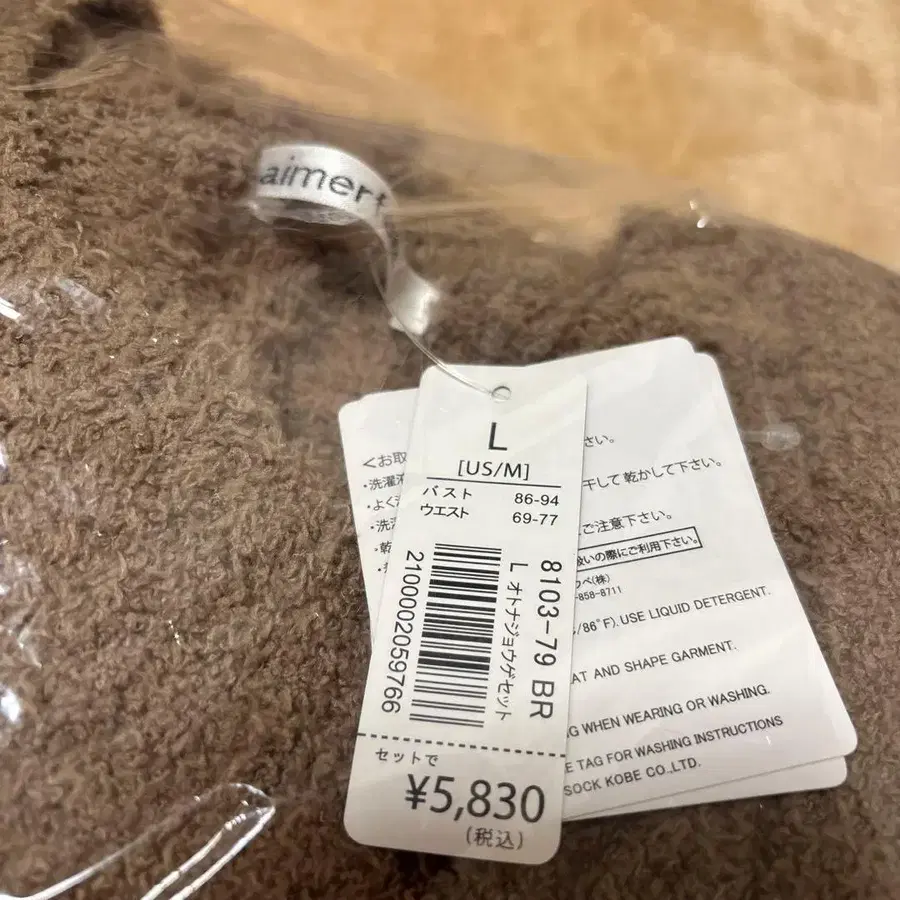 aimer
L
[US/M]
バスト 86-94
ウエスト 69-77
8103-79 BR
L オトナジョウゲセット
2100002059766
セットで
¥5,830
(税込)
<お取
・洗濯
・よく
・洗
・乾
さい。
干して 乾かして下さい。
ご注意下さい。
扱いの際にご利用下さい。
ベ(株)
-858-8711
/86°F). USE LIQUID DETERGENT.
AT AND SHAPE GARMENT.
G WHEN WEARING OR WASHING.
E TAG FOR WASHING INSTRUCTIONS
SOCK KOBE CO.,LTD.